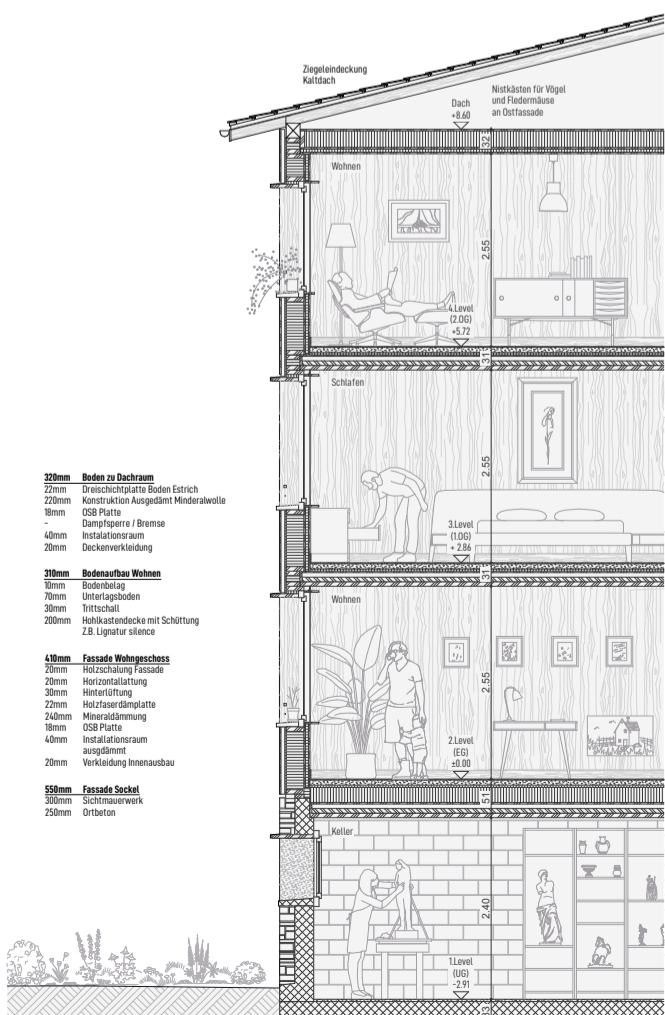 Ziegeleindeckung
Kaltdach
Dach
+8.60
Nistkästen für Vögel
und Fledermäuse
an Ostfassade
32
Wohnen
2.55
4.Level
(2.OG)
+5.72
31
Schlafen
2.55
3.Level
(1.OG)
+ 2.86
31
Wohnen
2.55
2.Level
(EG)
±0.00
51
Keller
2.40
1.Level
(UG)
-2.91
33
320mm Boden zu Dachraum
22mm Dreischichtplatte Boden Estrich
220mm Konstruktion Ausgedämt Minderalwolle
18mm OSB Platte
- Dampfsperre / Bremse
40mm Instalationsraum
20mm Deckenverkleidung
310mm Bodenaufbau Wohnen
10mm Bodenbelag
70mm Unterlagsboden
30mm Trittschall
200mm Hohlkastendecke mit Schüttung
Z.B. Lignatur silence
410mm Fassade Wohngeschoss
20mm Holzschalung Fassade
20mm Horizontallattung
30mm Hinterlüftung
22mm Holzfaserdämplatte
240mm Mineraldämmung
18mm OSB Platte
40mm Installationsraum
ausgdämmt
20mm Verkleidung Innenausbau
550mm Fassade Sockel
300mm Sichtmauerwerk
250mm Ortbeton